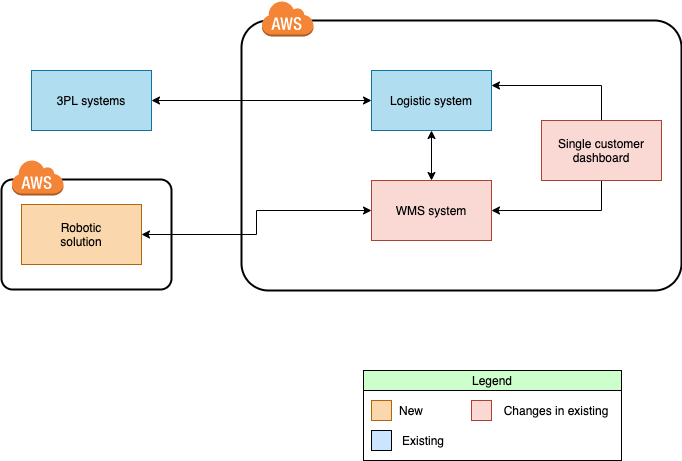 AWS
3PL systems
Logistic system
Single customer
dashboard
AWS
WMS system
Robotic
solution
Legend
New
Changes in existing
Existing